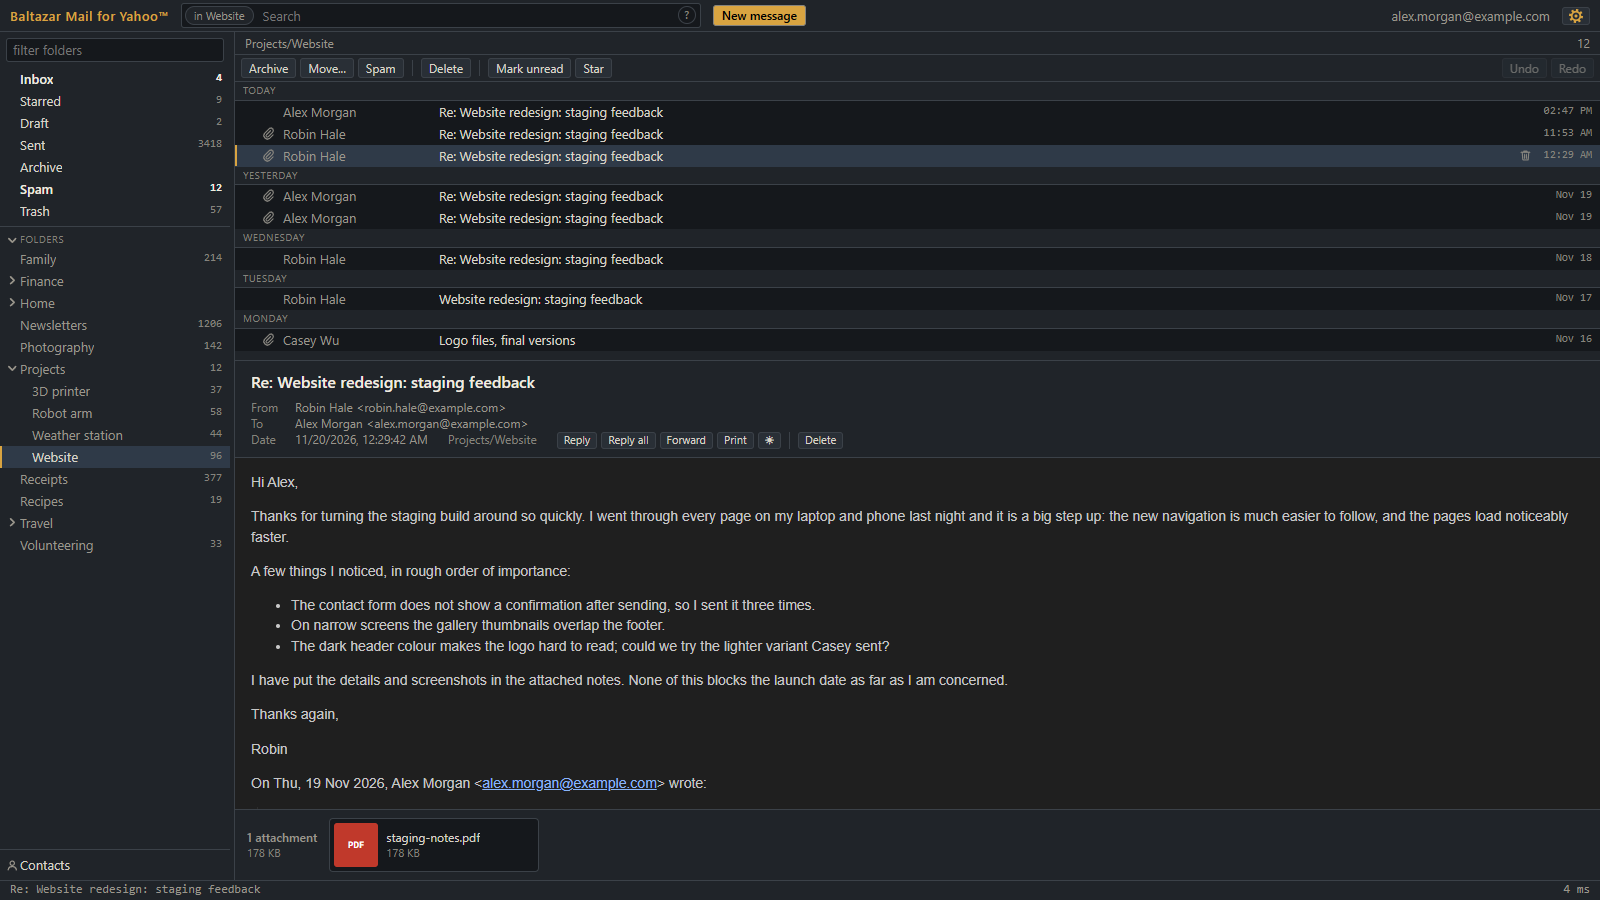 Baltazar Mail for Yahoo™
in Website Search ?
New message
alex.morgan@example.com
filter folders
Inbox 4
Starred 9
Draft 2
Sent 3418
Archive
Spam 12
Trash 57
FOLDERS
Family 214
Finance
Home
Newsletters 1206
Photography 142
Projects 12
3D printer 37
Robot arm 58
Weather station 44
Website 96
Receipts 377
Recipes 19
Travel
Volunteering 33
Contacts
Projects/Website 12
Archive Move... Spam Delete Mark unread Star Undo Redo
TODAY
Alex Morgan Re: Website redesign: staging feedback 02:47 PM
Robin Hale Re: Website redesign: staging feedback 11:53 AM
Robin Hale Re: Website redesign: staging feedback 12:29 AM
YESTERDAY
Alex Morgan Re: Website redesign: staging feedback Nov 19
Alex Morgan Re: Website redesign: staging feedback Nov 19
WEDNESDAY
Robin Hale Re: Website redesign: staging feedback Nov 18
TUESDAY
Robin Hale Website redesign: staging feedback Nov 17
MONDAY
Casey Wu Logo files, final versions Nov 16
Re: Website redesign: staging feedback
From Robin Hale <robin.hale@example.com>
To Alex Morgan <alex.morgan@example.com>
Date 11/20/2026, 12:29:42 AM Projects/Website Reply Reply all Forward Print Delete
Hi Alex,
Thanks for turning the staging build around so quickly. I went through every page on my laptop and phone last night and it is a big step up: the new navigation is much easier to follow, and the pages load noticeably
faster.
A few things I noticed, in rough order of importance:
• The contact form does not show a confirmation after sending, so I sent it three times.
• On narrow screens the gallery thumbnails overlap the footer.
• The dark header colour makes the logo hard to read; could we try the lighter variant Casey sent?
I have put the details and screenshots in the attached notes. None of this blocks the launch date as far as I am concerned.
Thanks again,
Robin
On Thu, 19 Nov 2026, Alex Morgan <alex.morgan@example.com> wrote:
1 attachment
178 KB
PDF
staging-notes.pdf
178 KB
Re: Website redesign: staging feedback 4 ms